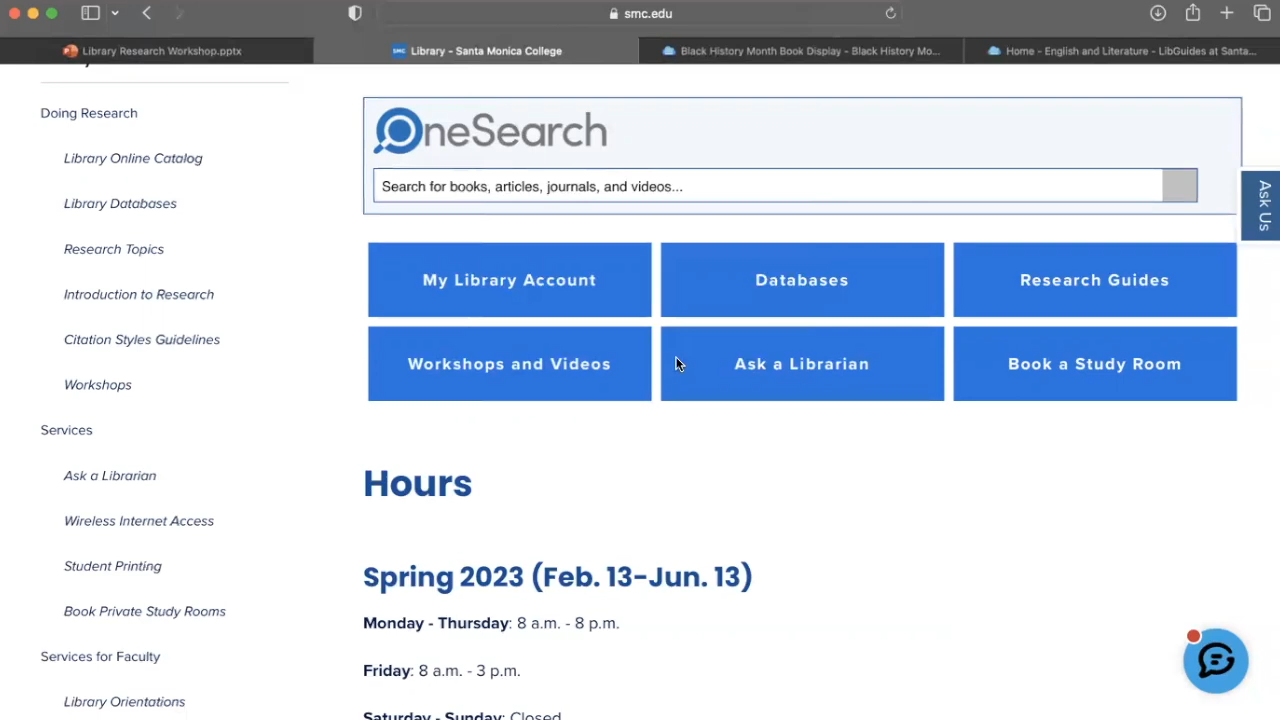 smc.edu
Library Research Workshop.pptx
SMC Library - Santa Monica College
Black History Month Book Display - Black History Mo...
Home - English and Literature - LibGuides at Santa...
Doing Research
Library Online Catalog
Library Databases
Research Topics
Introduction to Research
Citation Styles Guidelines
Workshops
Services
Ask a Librarian
Wireless Internet Access
Student Printing
Book Private Study Rooms
Services for Faculty
Library Orientations
OneSearch
Search for books, articles, journals, and videos...
My Library Account
Databases
Research Guides
Workshops and Videos
Ask a Librarian
Book a Study Room
Hours
Spring 2023 (Feb. 13-Jun. 13)
Monday - Thursday: 8 a.m. - 8 p.m.
Friday: 8 a.m. - 3 p.m.
Saturday - Sunday: Closed
Ask Us